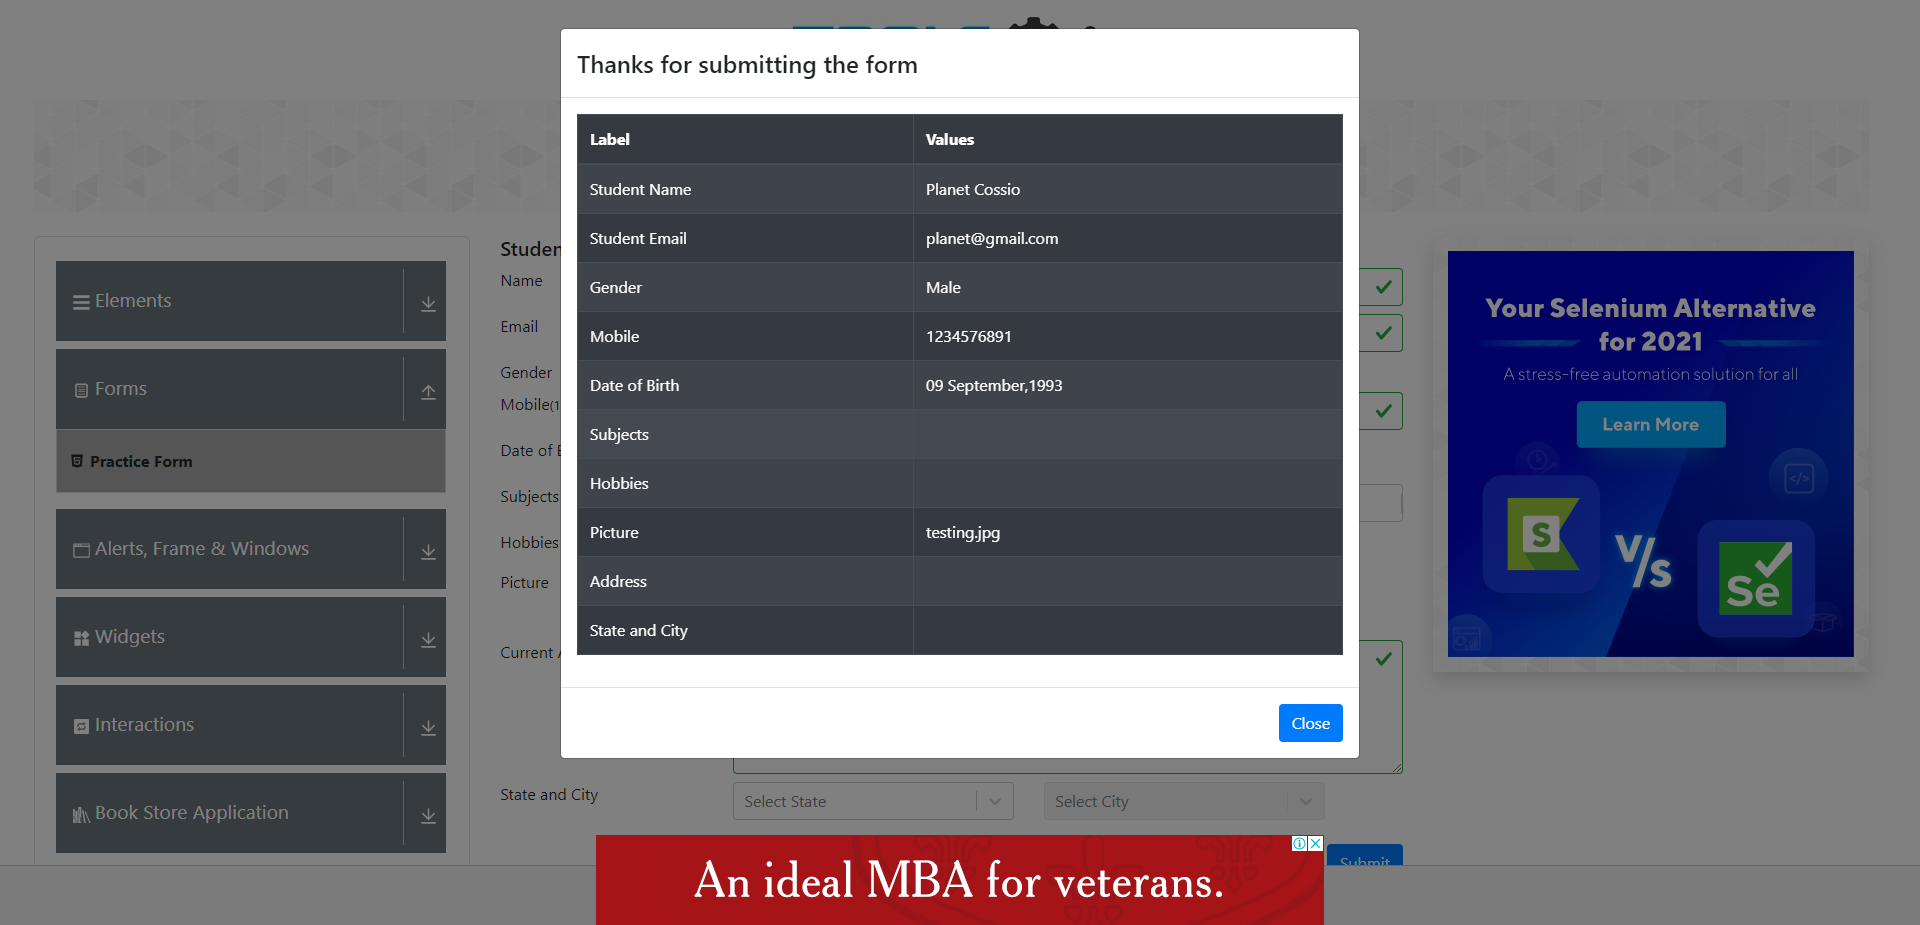 Thanks for submitting the form
Label Values
Student Name Planet Cossio
Student Email planet@gmail.com
Gender Male
Mobile 1234576891
Date of Birth 09 September,1993
Subjects
Hobbies
Picture testing.jpg
Address
State and City
Close
Elements
Forms
Practice Form
Alerts, Frame & Windows
Widgets
Interactions
Book Store Application
Studen
Name
Email
Gender
Mobile(1
Date of B
Subjects
Hobbies
Picture
Current A
State and City
Select State
Select City
Submit
Your Selenium Alternative
for 2021
A stress-free automation solution for all
Learn More
</>
S
V/s
Se
An ideal MBA for veterans.